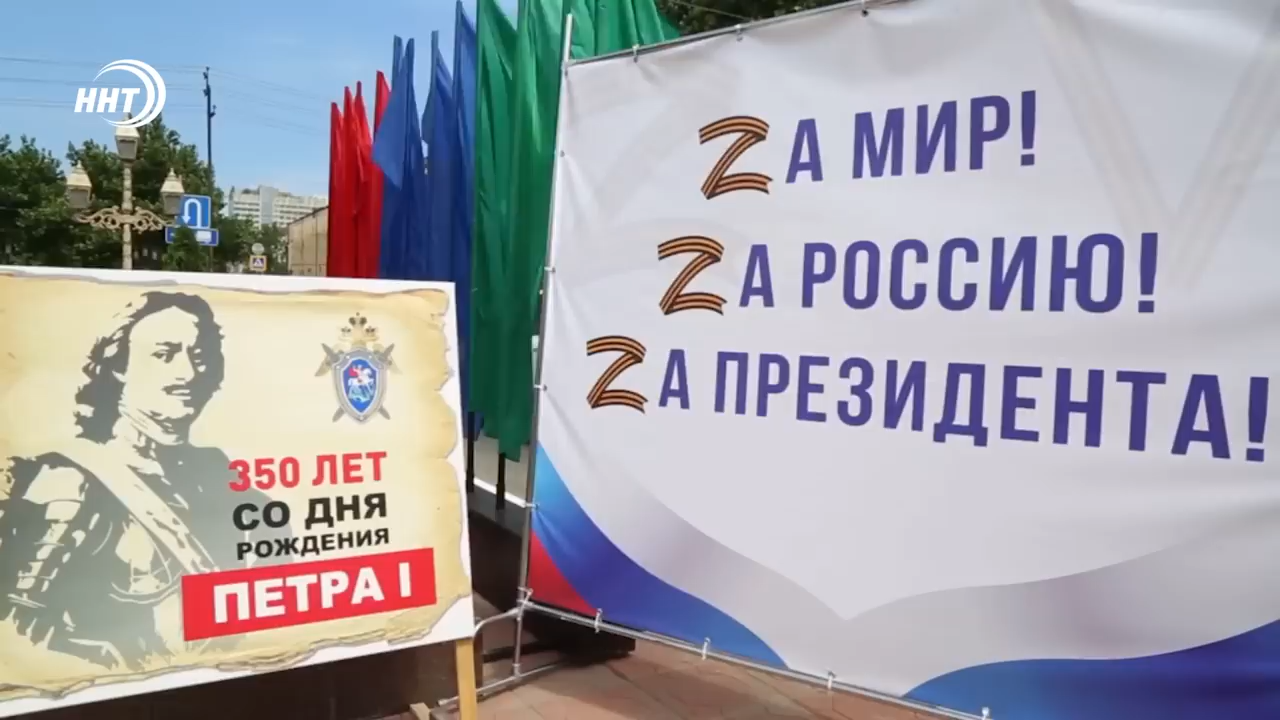 ННТ
ZА МИР!
ZА РОССИЮ!
ZА ПРЕЗИДЕНТА!
350 ЛЕТ
СО ДНЯ
РОЖДЕНИЯ
ПЕТРА I